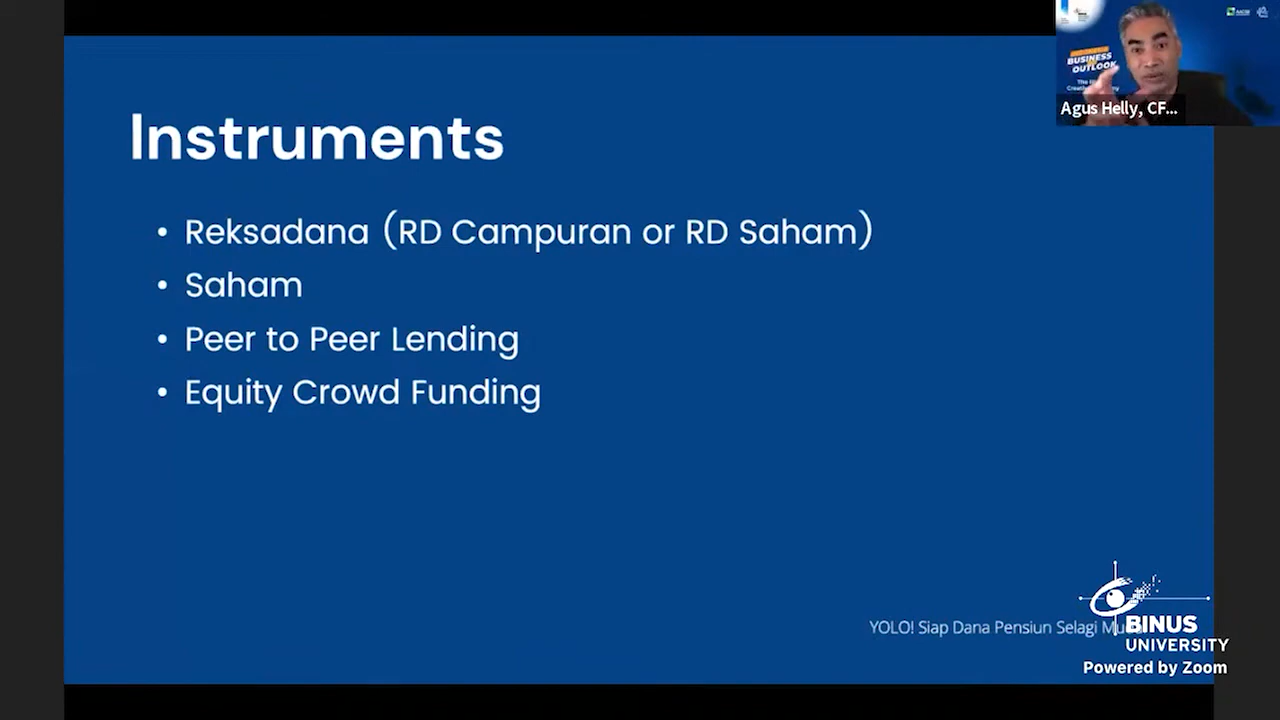 Instruments
• Reksadana (RD Campuran or RD Saham)
• Saham
• Peer to Peer Lending
• Equity Crowd Funding
BUSINESS
OUTLOOK
Agus Helly, CF...
YOLO! Siap Dana Pensiun Selagi
BINUS
UNIVERSITY
Powered by Zoom